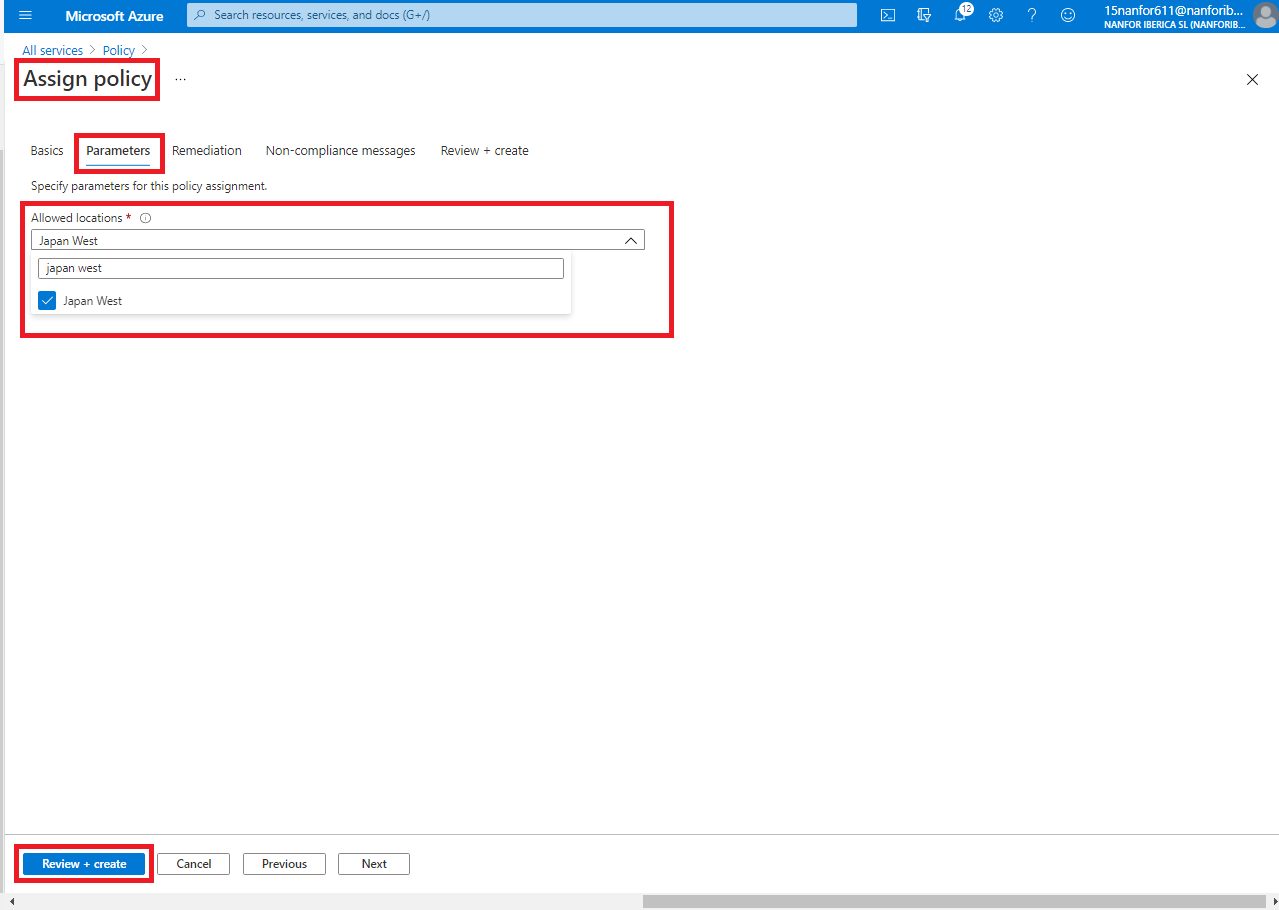 Microsoft Azure
Search resources, services, and docs (G+/)
12
15nanfor611@nanforib...
NANFOR IBERICA SL (NANFORIB...
All services > Policy >
Assign policy ...
Basics Parameters Remediation Non-compliance messages Review + create
Specify parameters for this policy assignment.
Allowed locations *
Japan West
japan west
Japan West
Review + create Cancel Previous Next